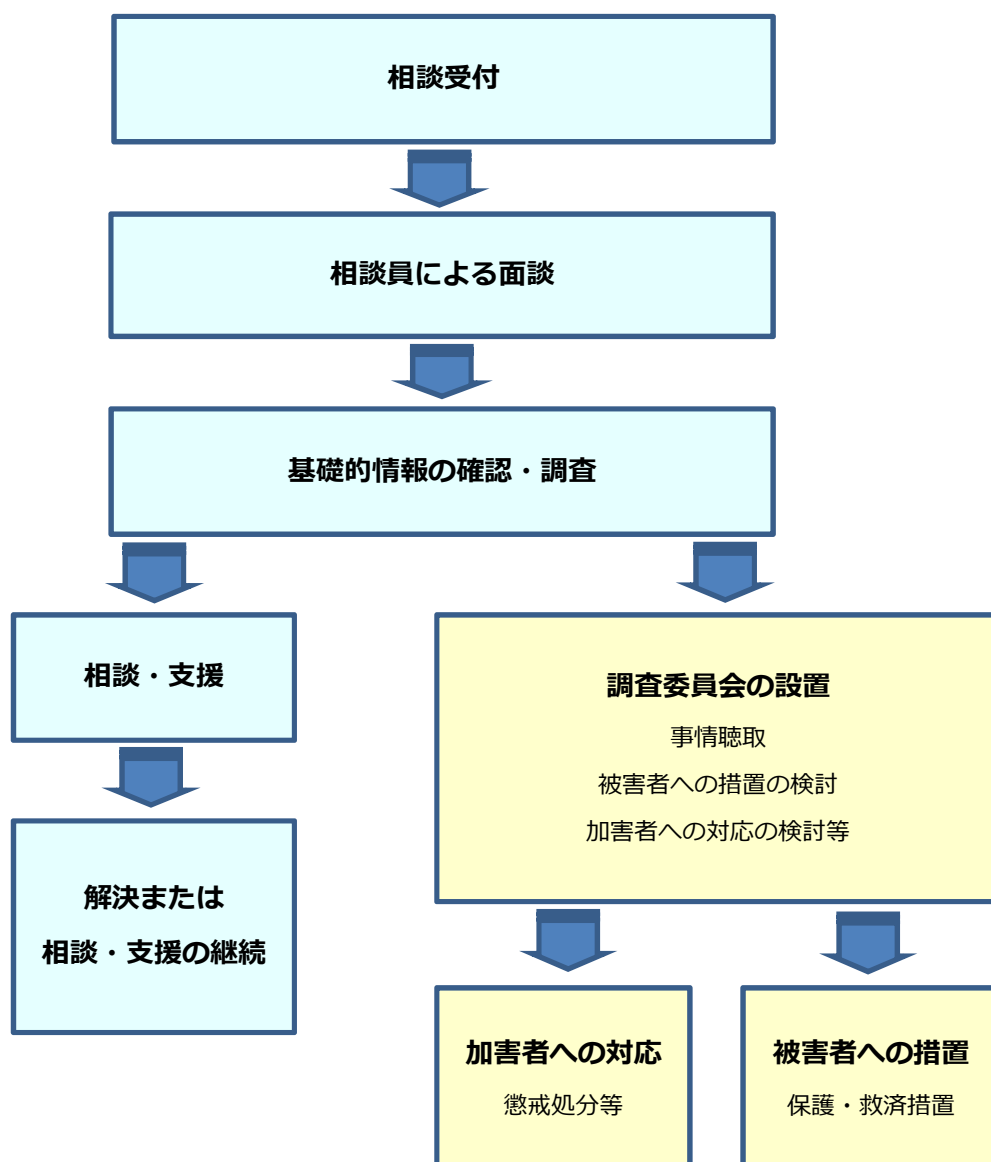 相談受付
相談員による面談
基礎的情報の確認・調査
相談・支援
解決または
相談・支援の継続
調査委員会の設置
事情聴取
被害者への措置の検討
加害者への対応の検討等
加害者への対応
懲戒処分等
被害者への措置
保護・救済措置